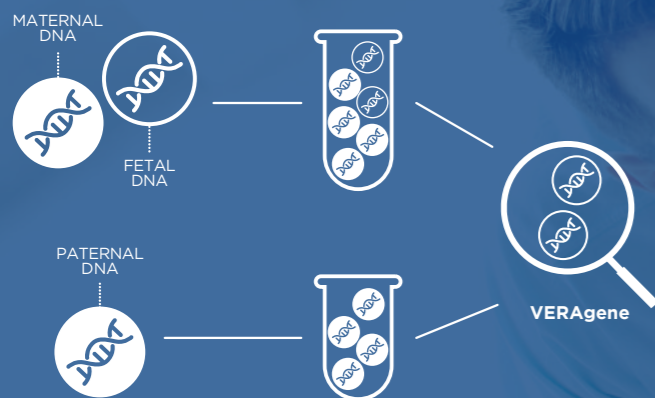 MATERNAL
DNA
FETAL
DNA
PATERNAL
DNA
VERAgene